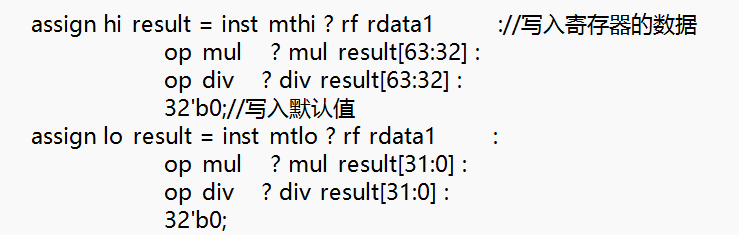 assign hi result = inst mthi ? rf rdata1 ://写入寄存器的数据
op mul ? mul result[63:32] :
op div ? div result[63:32] :
32'b0;//写入默认值
assign lo result = inst mtlo ? rf rdata1 :
op mul ? mul result[31:0] :
op div ? div result[31:0] :
32'b0;